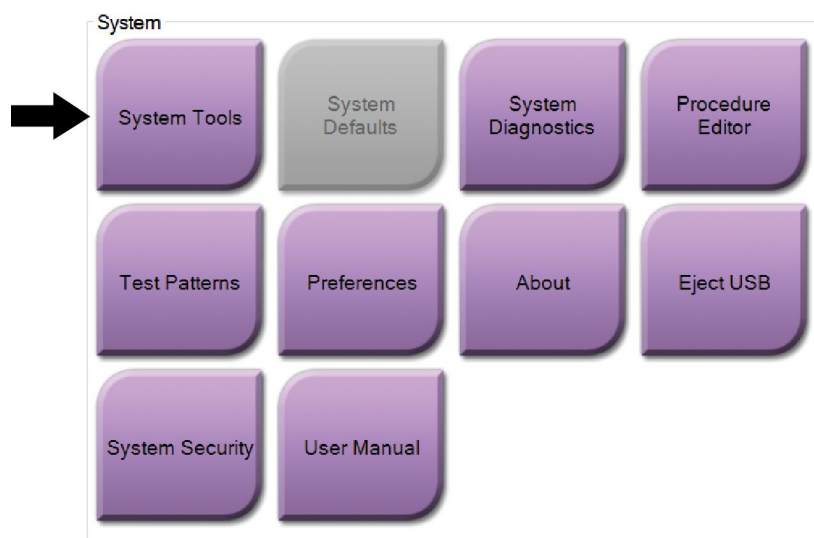 System
System Tools
System
Defaults
System
Diagnostics
Procedure
Editor
Test Patterns
Preferences
About
Eject USB
System Security
User Manual